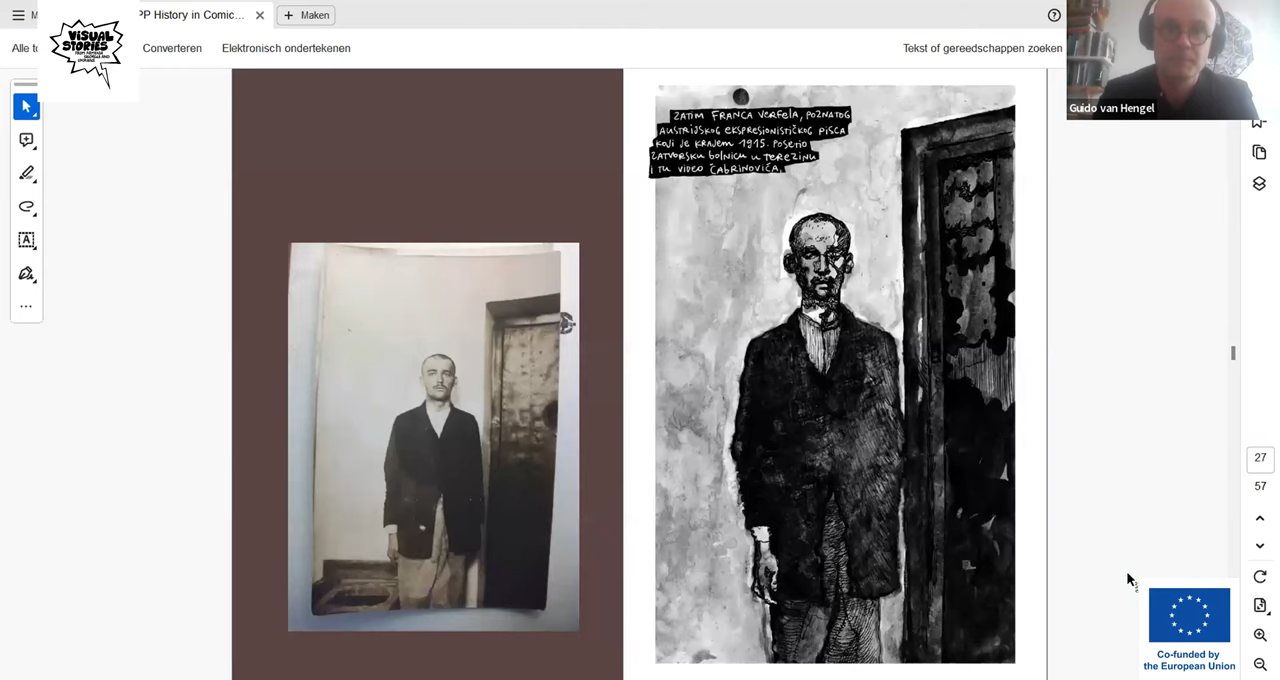 PP History in Comic...
Maken
VISUAL
STORIES
Alle to
Converteren
Elektronisch ondertekenen
Tekst of gereedschappen zoeken
Guido van Hengel
ZATIM FRANCA VERFELA, POZNATOG
AUSTRIJSKOG EKSPRESIONISTIČKOG PISCA
KOJI JE KRAJEM 1915. POSETIO
ZATVORSKU BOLNICU U TEREZINU
I TU VIDEO ČABRINOVIĆA.
27
57
Co-funded by
the European Union